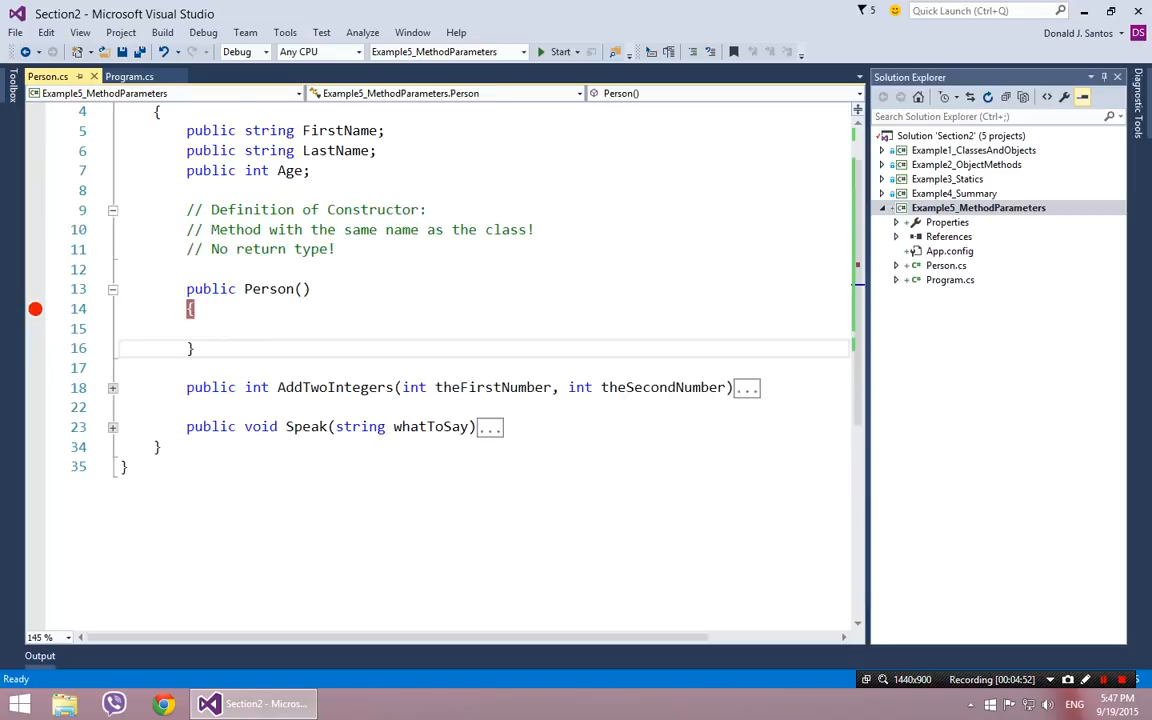 Section2 - Microsoft Visual Studio
5
Quick Launch (Ctrl+Q)
File Edit View Project Build Debug Team Tools Test Analyze Window Help
Donald J. Santos DS
Debug Any CPU Example5_MethodParameters Start
Toolbox
Person.cs Program.cs
Example5_MethodParameters Example5_MethodParameters.Person Person()
4 {
5 public string FirstName;
6 public string LastName;
7 public int Age;
8
9 // Definition of Constructor:
10 // Method with the same name as the class!
11 // No return type!
12
13 public Person()
14 {
15
16 }
17
18 public int AddTwoIntegers(int theFirstNumber, int theSecondNumber)...
22
23 public void Speak(string whatToSay)...
34 }
35 }
145 %
Solution Explorer
Search Solution Explorer (Ctrl+;)
Solution 'Section2' (5 projects)
Example1_ClassesAndObjects
Example2_ObjectMethods
Example3_Statics
Example4_Summary
Example5_MethodParameters
Properties
References
App.config
Person.cs
Program.cs
Diagnostic Tools
Output
Ready
1440x900 Recording [00:04:52]
Section2 - Micros...
ENG
5:47 PM
9/19/2015